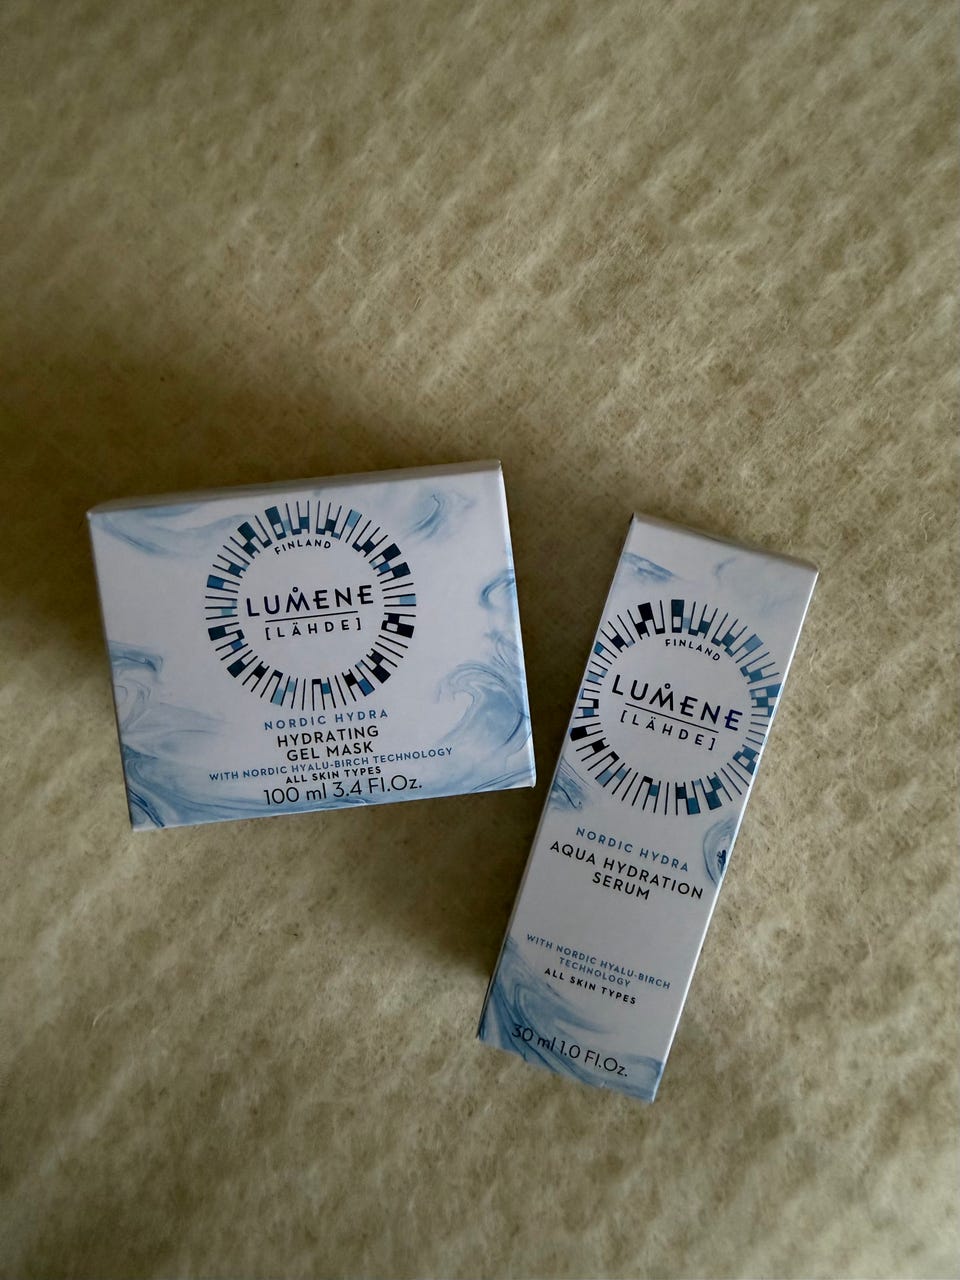 FINLAND
LUMENE
[LÄHDE]
NORDIC HYDRA
HYDRATING
GEL MASK
WITH NORDIC HYALU-BIRCH TECHNOLOGY
ALL SKIN TYPES
100 ml 3.4 Fl.Oz.
FINLAND
LUMENE
[LÄHDE]
NORDIC HYDRA
AQUA HYDRATION
SERUM
WITH NORDIC HYALU-BIRCH
TECHNOLOGY
ALL SKIN TYPES
30 ml 1.0 Fl.Oz.